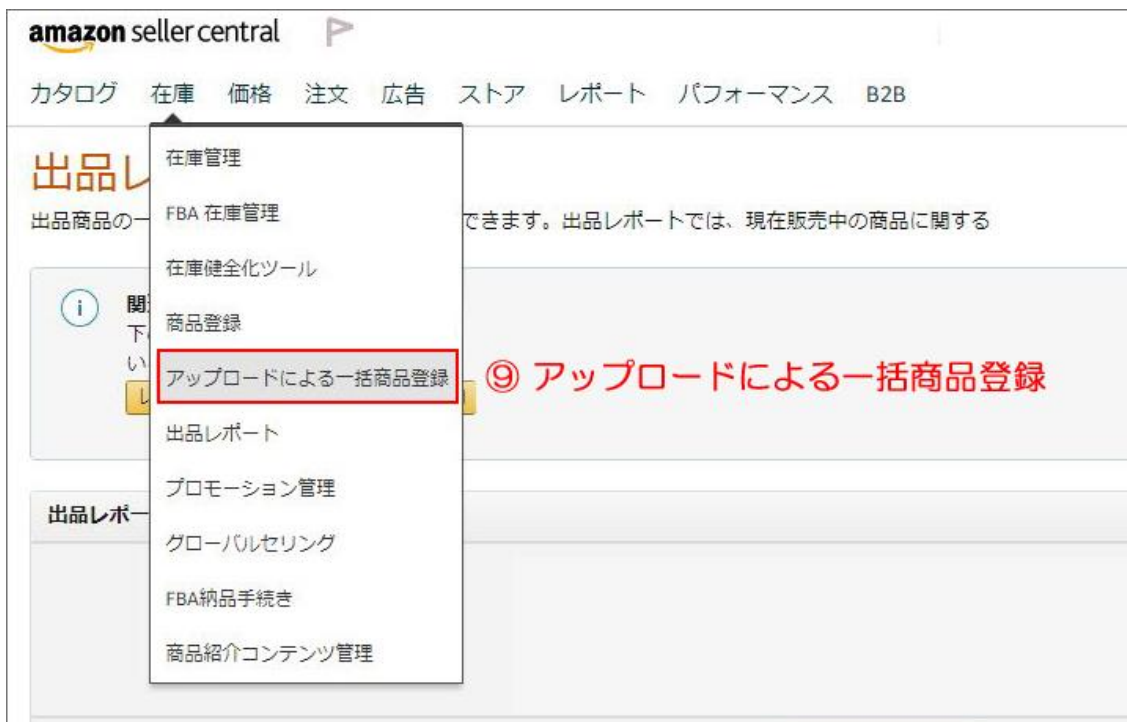 amazon seller central
カタログ 在庫 価格 注文 広告 ストア レポート パフォーマンス B2B
出品レ
出品商品の一 できます。出品レポートでは、現在販売中の商品に関する
在庫管理
FBA 在庫管理
在庫健全化ツール
商品登録
アップロードによる一括商品登録
出品レポート
プロモーション管理
グローバルセリング
FBA納品手続き
商品紹介コンテンツ管理
下の
い
⑨ アップロードによる一括商品登録
出品レポー